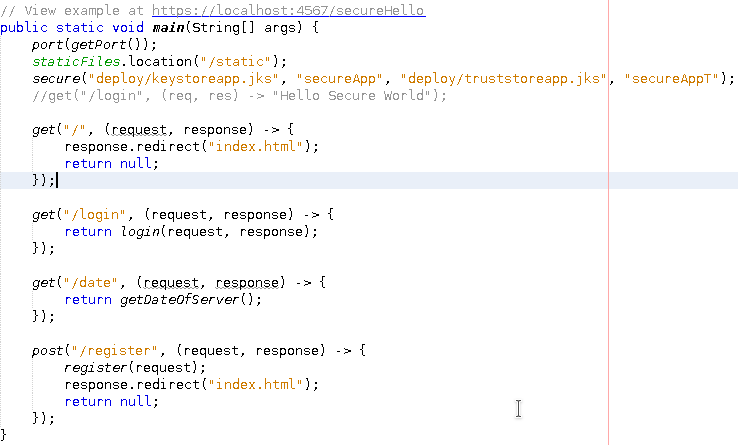 // View example at https://localhost:4567/secureHello
public static void main(String[] args) {
    port(getPort());
    staticFiles.location("/static");
    secure("deploy/keystoreapp.jks", "secureApp", "deploy/truststoreapp.jks", "secureAppT");
    //get("/login", (req, res) -> "Hello Secure World");

    get("/", (request, response) -> {
        response.redirect("index.html");
        return null;
    });

    get("/login", (request, response) -> {
        return login(request, response);
    });

    get("/date", (request, response) -> {
        return getDateOfServer();
    });

    post("/register", (request, response) -> {
        register(request);
        response.redirect("index.html");
        return null;
    });
}